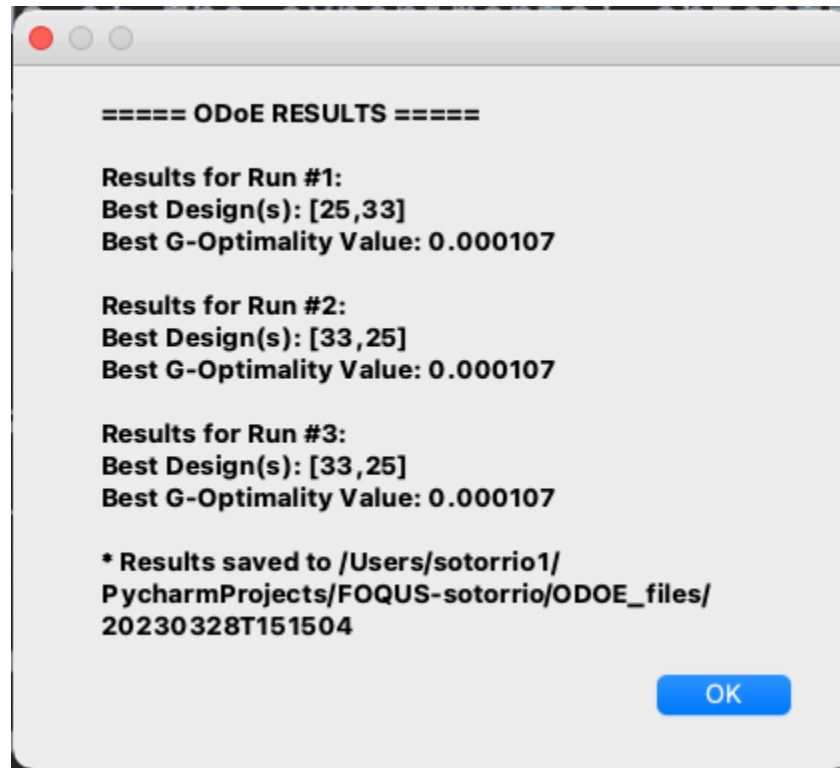 ===== ODoE RESULTS =====
Results for Run #1:
Best Design(s): [25,33]
Best G-Optimality Value: 0.000107
Results for Run #2:
Best Design(s): [33,25]
Best G-Optimality Value: 0.000107
Results for Run #3:
Best Design(s): [33,25]
Best G-Optimality Value: 0.000107
* Results saved to /Users/sotorrio1/
PycharmProjects/FOQUS-sotorrio/ODOE_files/
20230328T151504
OK